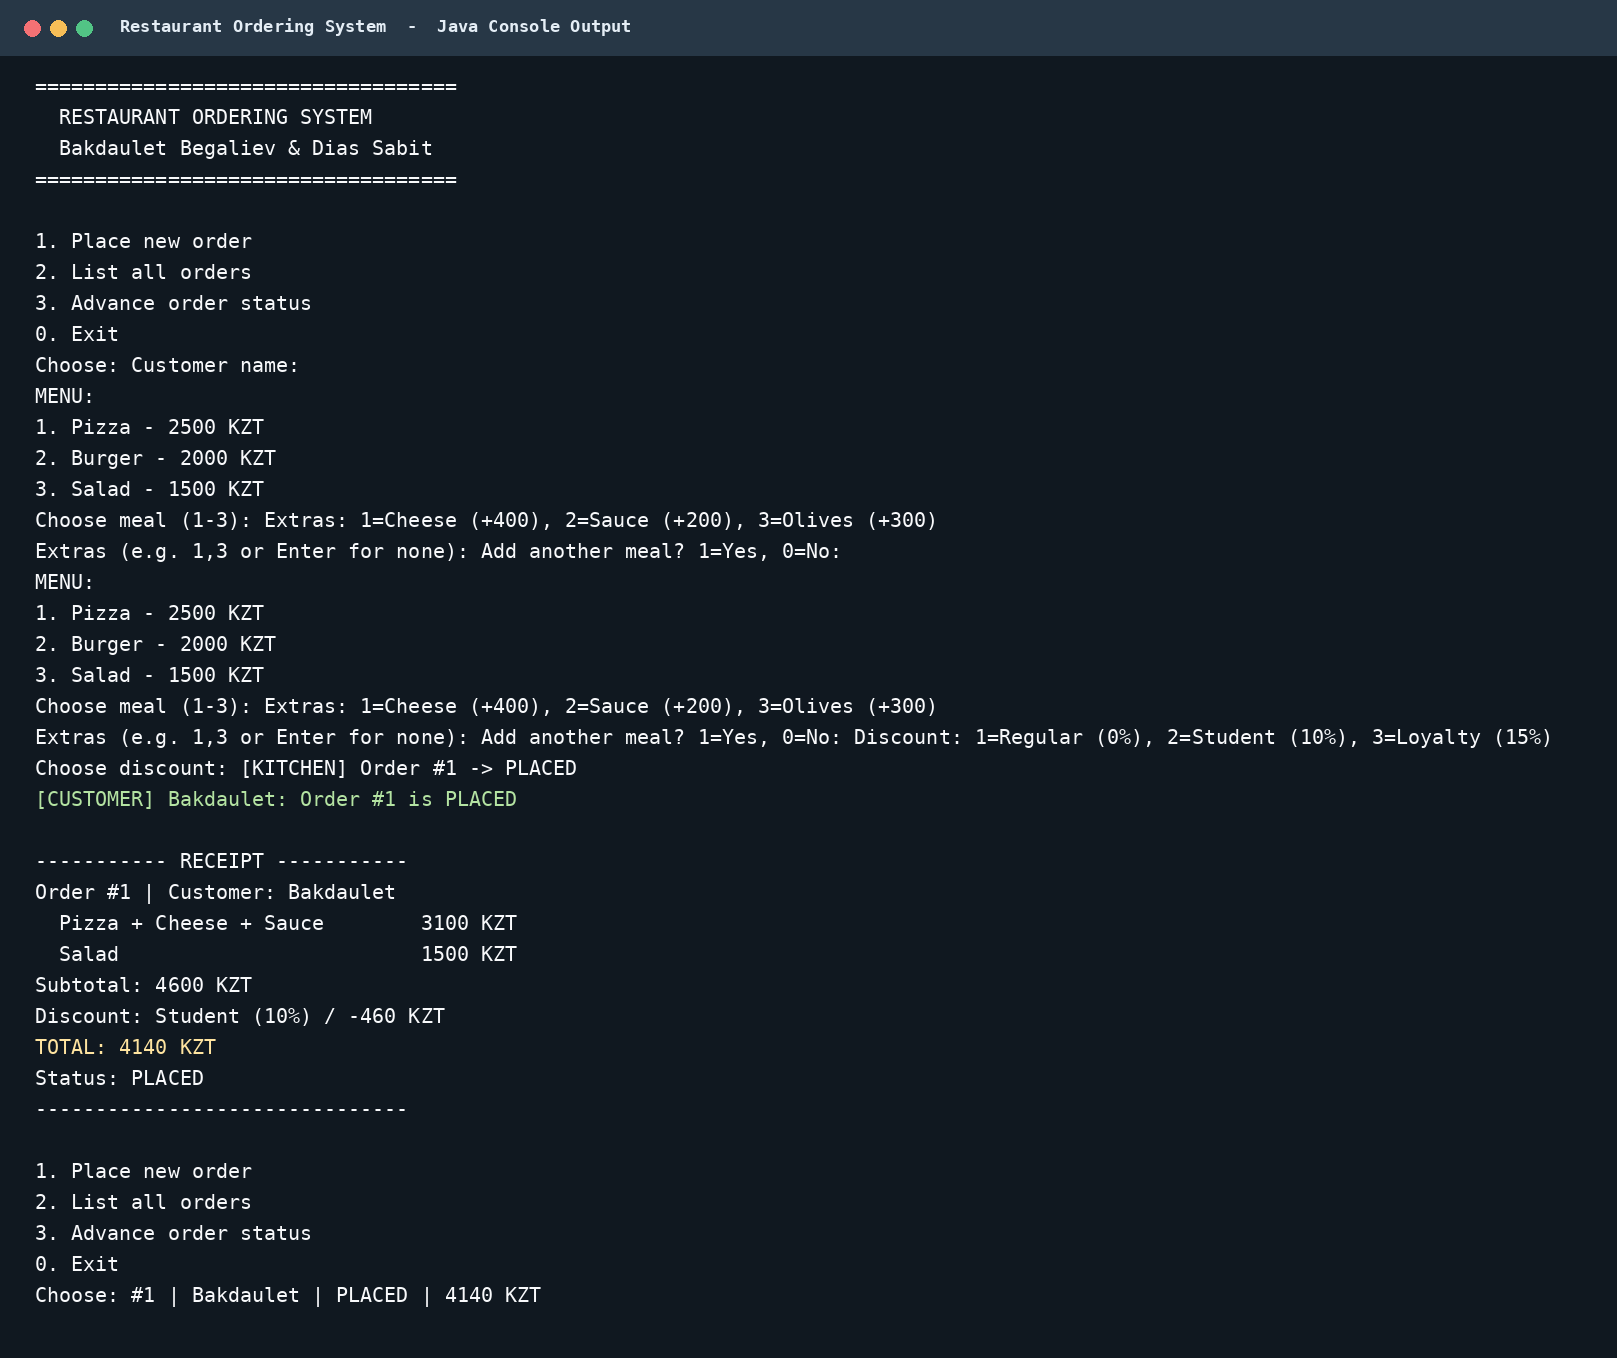 Restaurant Ordering System  -  Java Console Output
===================================
  RESTAURANT ORDERING SYSTEM
  Bakdaulet Begaliev & Dias Sabit
===================================

1. Place new order
2. List all orders
3. Advance order status
0. Exit
Choose: Customer name:
MENU:
1. Pizza - 2500 KZT
2. Burger - 2000 KZT
3. Salad - 1500 KZT
Choose meal (1-3): Extras: 1=Cheese (+400), 2=Sauce (+200), 3=Olives (+300)
Extras (e.g. 1,3 or Enter for none): Add another meal? 1=Yes, 0=No:
MENU:
1. Pizza - 2500 KZT
2. Burger - 2000 KZT
3. Salad - 1500 KZT
Choose meal (1-3): Extras: 1=Cheese (+400), 2=Sauce (+200), 3=Olives (+300)
Extras (e.g. 1,3 or Enter for none): Add another meal? 1=Yes, 0=No: Discount: 1=Regular (0%), 2=Student (10%), 3=Loyalty (15%)
Choose discount: [KITCHEN] Order #1 -> PLACED
[CUSTOMER] Bakdaulet: Order #1 is PLACED

----------- RECEIPT -----------
Order #1 | Customer: Bakdaulet
  Pizza + Cheese + Sauce        3100 KZT
  Salad                         1500 KZT
Subtotal: 4600 KZT
Discount: Student (10%) / -460 KZT
TOTAL: 4140 KZT
Status: PLACED
-------------------------------

1. Place new order
2. List all orders
3. Advance order status
0. Exit
Choose: #1 | Bakdaulet | PLACED | 4140 KZT